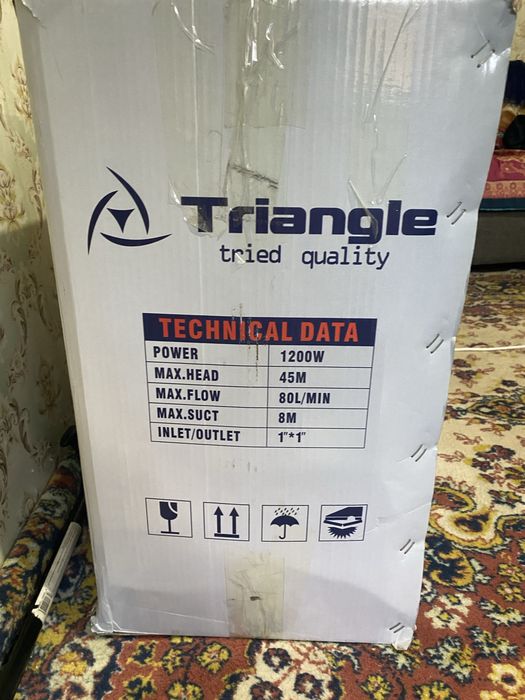 Triangle
tried quality
TECHNICAL DATA
POWER 1200W
MAX.HEAD 45M
MAX.FLOW 80L/MIN
MAX.SUCT 8M
INLET/OUTLET 1"*1"